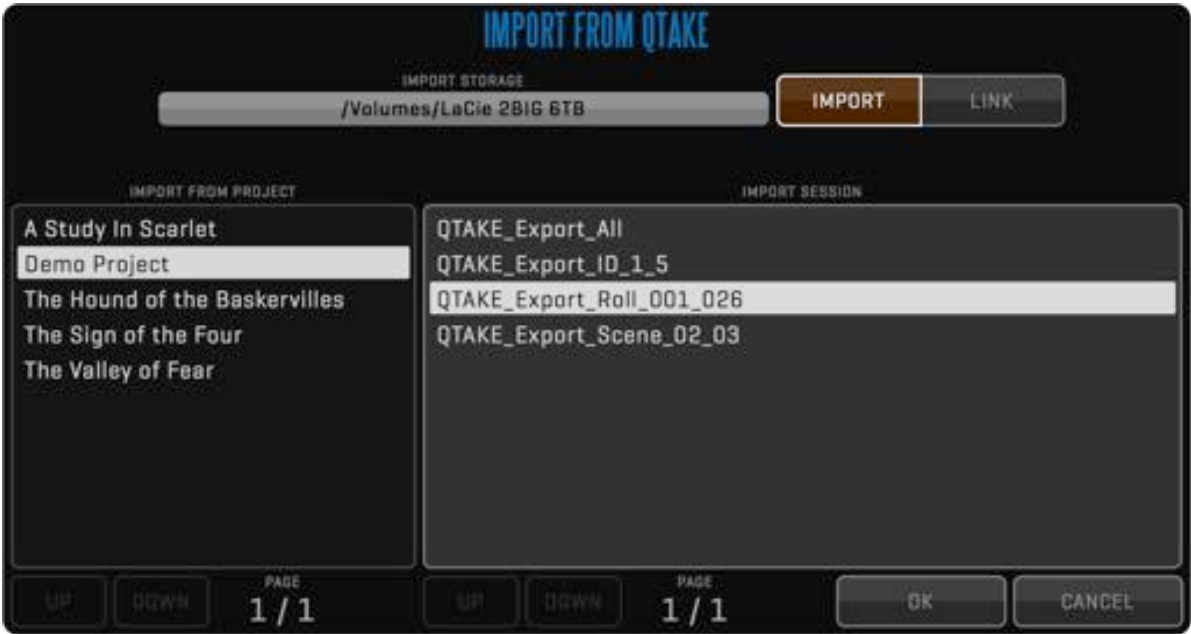 IMPORT FROM QTAKE
IMPORT STORAGE
/Volumes/LaCie 2BIG 6TB
IMPORT
LINK
IMPORT FROM PROJECT
A Study In Scarlet
Demo Project
The Hound of the Baskervilles
The Sign of the Four
The Valley of Fear
IMPORT SESSION
QTAKE_Export_All
QTAKE_Export_ID_1_5
QTAKE_Export_Roll_001_026
QTAKE_Export_Scene_02_03
UP
DOWN
PAGE
1/1
UP
DOWN
PAGE
1/1
OK
CANCEL